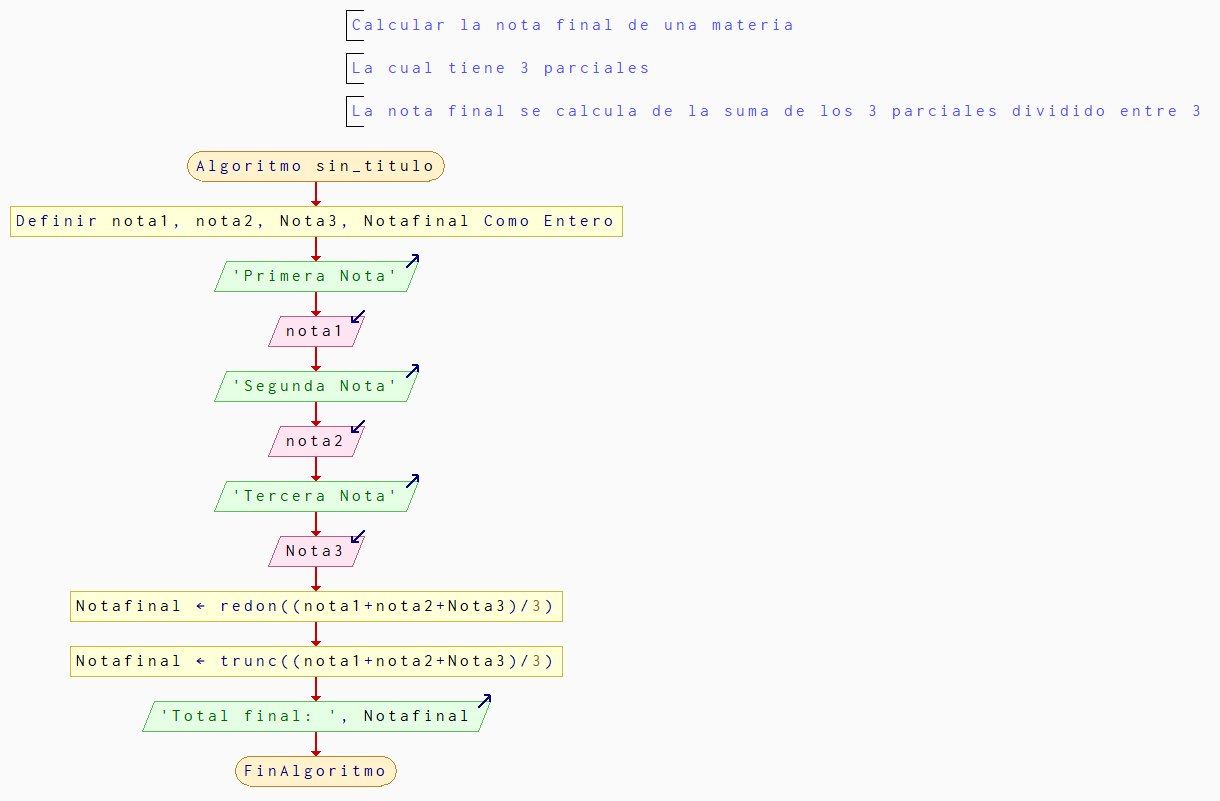 Calcular la nota final de una materia
La cual tiene 3 parciales
La nota final se calcula de la suma de los 3 parciales dividido entre 3
Algoritmo sin_titulo
Definir nota1, nota2, Nota3, Notafinal Como Entero
'Primera Nota'
nota1
'Segunda Nota'
nota2
'Tercera Nota'
Nota3
Notafinal ← redon((nota1+nota2+Nota3)/3)
Notafinal ← trunc((nota1+nota2+Nota3)/3)
'Total final: ', Notafinal
FinAlgoritmo